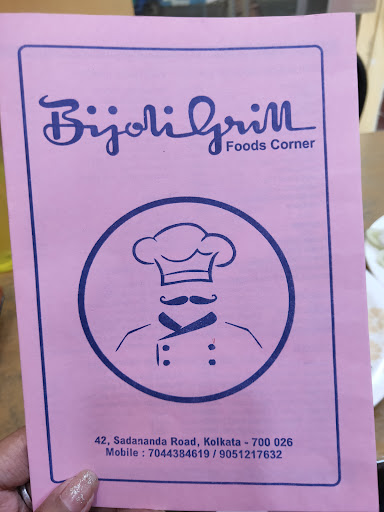 Bijoli Grill
Foods Corner
42, Sadananda Road, Kolkata - 700 026
Mobile : 7044384619 / 9051217632